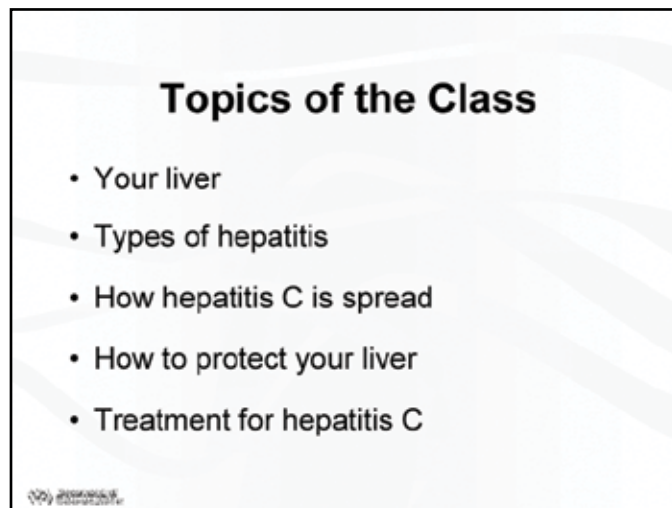 Topics of the Class
• Your liver
• Types of hepatitis
• How hepatitis C is spread
• How to protect your liver
• Treatment for hepatitis C